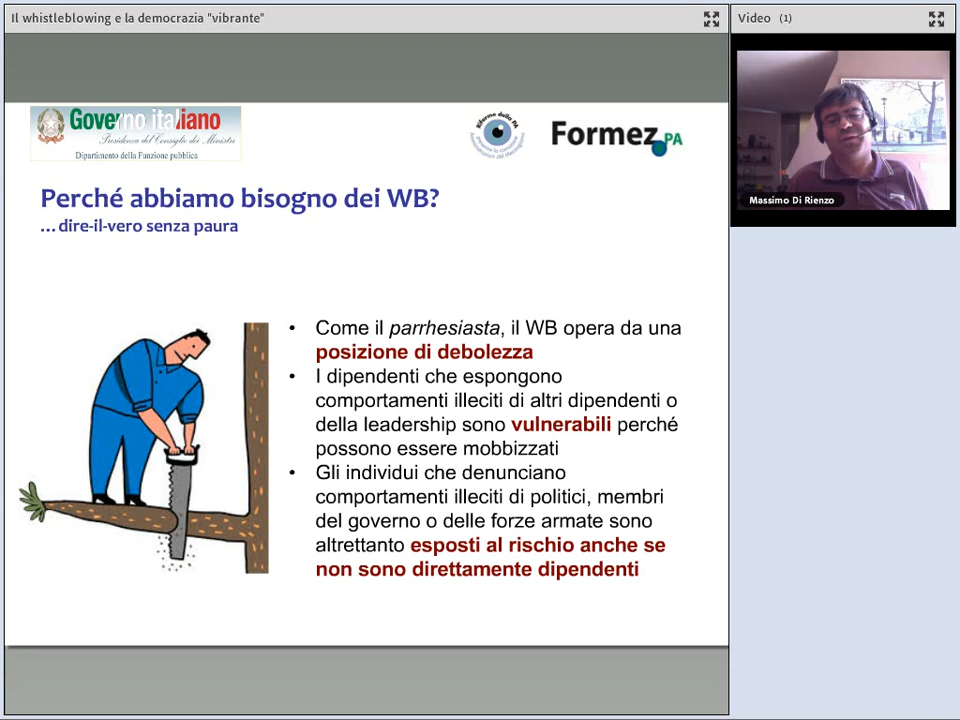 Il whistleblowing e la democrazia "vibrante"
Video (1)
Governo italiano
Presidenza del Consiglio dei Ministri
Dipartimento della Funzione pubblica
Riforma della PA
Formez PA
Massimo Di Rienzo
Perché abbiamo bisogno dei WB?
...dire-il-vero senza paura
• Come il parrhesiasta, il WB opera da una
posizione di debolezza
• I dipendenti che espongono
comportamenti illeciti di altri dipendenti o
della leadership sono vulnerabili perché
possono essere mobbizzati
• Gli individui che denunciano
comportamenti illeciti di politici, membri
del governo o delle forze armate sono
altrettanto esposti al rischio anche se
non sono direttamente dipendenti